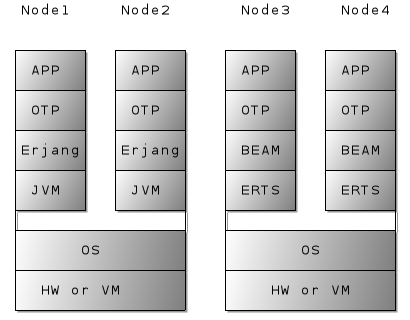 Node1 Node2 Node3 Node4
APP APP APP APP
OTP OTP OTP OTP
Erjang Erjang BEAM BEAM
JVM JVM ERTS ERTS
OS OS
HW or VM HW or VM